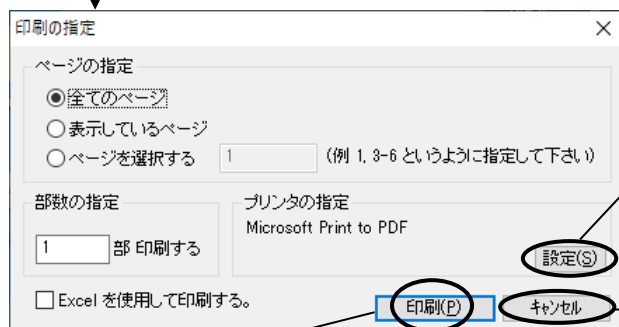 印刷の指定
ページの指定
全てのページ
表示しているページ
ページを選択する 1 (例 1, 3-6 というように指定して下さい)
部数の指定
1 部 印刷する
プリンタの指定
Microsoft Print to PDF
設定(S)
Excel を使用して印刷する。
印刷(P)
キャンセル